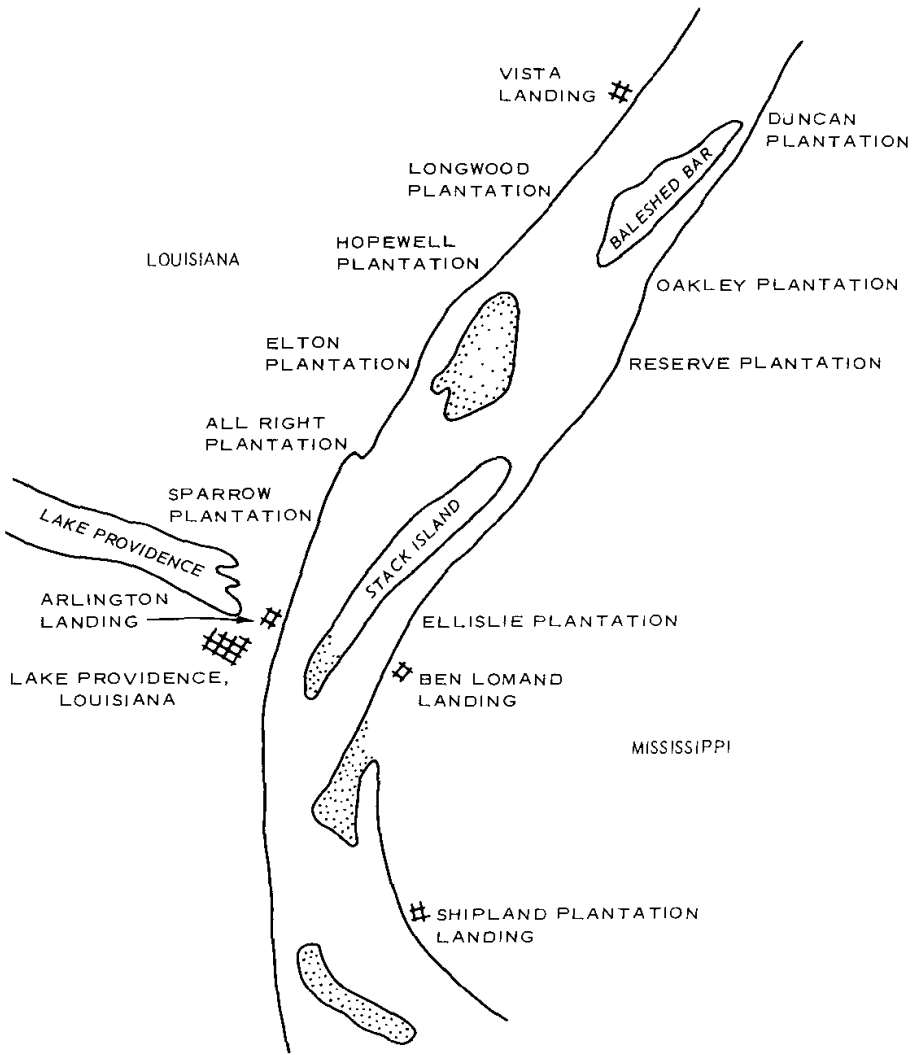 VISTA
LANDING
DUNCAN
PLANTATION
BALESHED BAR
LONGWOOD
PLANTATION
HOPEWELL
PLANTATION
LOUISIANA
OAKLEY PLANTATION
ELTON
PLANTATION
RESERVE PLANTATION
ALL RIGHT
PLANTATION
SPARROW
PLANTATION
LAKE PROVIDENCE
STACK ISLAND
ARLINGTON
LANDING
ELLISLIE PLANTATION
LAKE PROVIDENCE,
LOUISIANA
BEN LOMAND
LANDING
MISSISSIPPI
SHIPLAND PLANTATION
LANDING